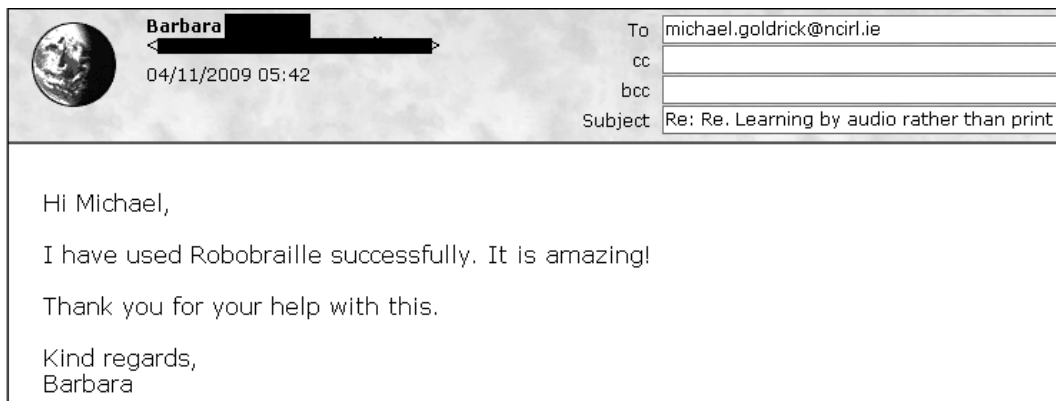 Barbara
< >
04/11/2009 05:42
To michael.goldrick@ncirl.ie
cc
bcc
Subject Re: Re. Learning by audio rather than print
Hi Michael,
I have used Robobraille successfully. It is amazing!
Thank you for your help with this.
Kind regards,
Barbara